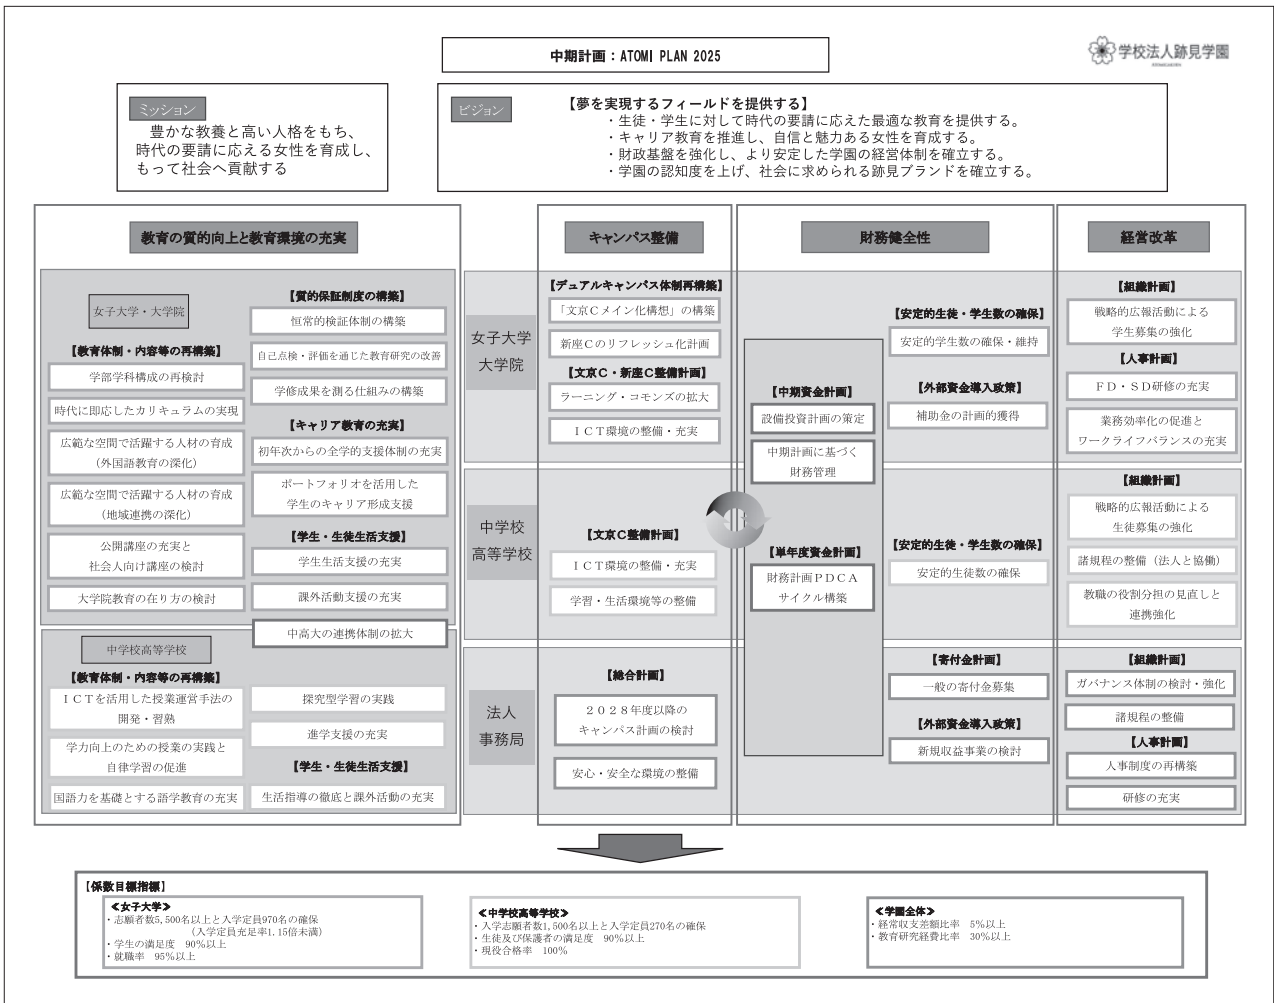 中期計画：ATOMI PLAN 2025
学校法人跡見学園
ミッション
豊かな教養と高い人格をもち、
時代の要請に応える女性を育成し、
もって社会へ貢献する
ビジョン
【夢を実現するフィールドを提供する】
・生徒・学生に対して時代の要請に応えた最適な教育を提供する。
・キャリア教育を推進し、自信と魅力ある女性を育成する。
・財政基盤を強化し、より安定した学園の経営体制を確立する。
・学園の認知度を上げ、社会に求められる跡見ブランドを確立する。
教育の質的向上と教育環境の充実
女子大学・大学院
【教育体制・内容等の再構築】
学部学科構成の再検討
時代に即応したカリキュラムの実現
広範な空間で活躍する人材の育成
（外国語教育の深化）
広範な空間で活躍する人材の育成
（地域連携の深化）
公開講座の充実と
社会人向け講座の検討
大学院教育の在り方の検討
【質的保証制度の構築】
恒常的検証体制の構築
自己点検・評価を通じた教育研究の改善
学修成果を測る仕組みの構築
【キャリア教育の充実】
初年次からの全学的支援体制の充実
ポートフォリオを活用した
学生のキャリア形成支援
【学生・生徒生活支援】
学生生活支援の充実
課外活動支援の充実
中高大の連携体制の拡大
中学校高等学校
【教育体制・内容等の再構築】
ＩＣＴを活用した授業運営手法の
開発・習熟
学力向上のための授業の実践と
自律学習の促進
国語力を基礎とする語学教育の充実
探究型学習の実践
進学支援の充実
【学生・生徒生活支援】
生活指導の徹底と課外活動の充実
女子大学
大学院
中学校
高等学校
法人
事務局
キャンパス整備
【デュアルキャンパス体制再構築】
「文京Ｃメイン化構想」の構築
新座Ｃのリフレッシュ化計画
【文京Ｃ・新座Ｃ整備計画】
ラーニング・コモンズの拡大
ＩＣＴ環境の整備・充実
【文京Ｃ整備計画】
ＩＣＴ環境の整備・充実
学習・生活環境等の整備
【総合計画】
２０２８年度以降の
キャンパス計画の検討
安心・安全な環境の整備
財務健全性
【中期資金計画】
設備投資計画の策定
中期計画に基づく
財務管理
【単年度資金計画】
財務計画ＰＤＣＡ
サイクル構築
【安定的生徒・学生数の確保】
安定的学生数の確保・維持
【外部資金導入政策】
補助金の計画的獲得
【安定的生徒・学生数の確保】
安定的生徒数の確保
【寄付金計画】
一般の寄付金募集
【外部資金導入政策】
新規収益事業の検討
経営改革
【組織計画】
戦略的広報活動による
学生募集の強化
【人事計画】
ＦＤ・ＳＤ研修の充実
業務効率化の促進と
ワークライフバランスの充実
【組織計画】
戦略的広報活動による
生徒募集の強化
諸規程の整備（法人と協働）
教職の役割分担の見直しと
連携強化
【組織計画】
ガバナンス体制の検討・強化
諸規程の整備
【人事計画】
人事制度の再構築
研修の充実
【係数目標指標】
≪女子大学≫
・志願者数5,500名以上と入学定員970名の確保
（入学定員充足率1.15倍未満）
・学生の満足度　90％以上
・就職率　95％以上
≪中学校高等学校≫
・入学志願者数1,500名以上と入学定員270名の確保
・生徒及び保護者の満足度　90％以上
・現役合格率　100％
≪学園全体≫
・経常収支差額比率　5％以上
・教育研究経費比率　30％以上